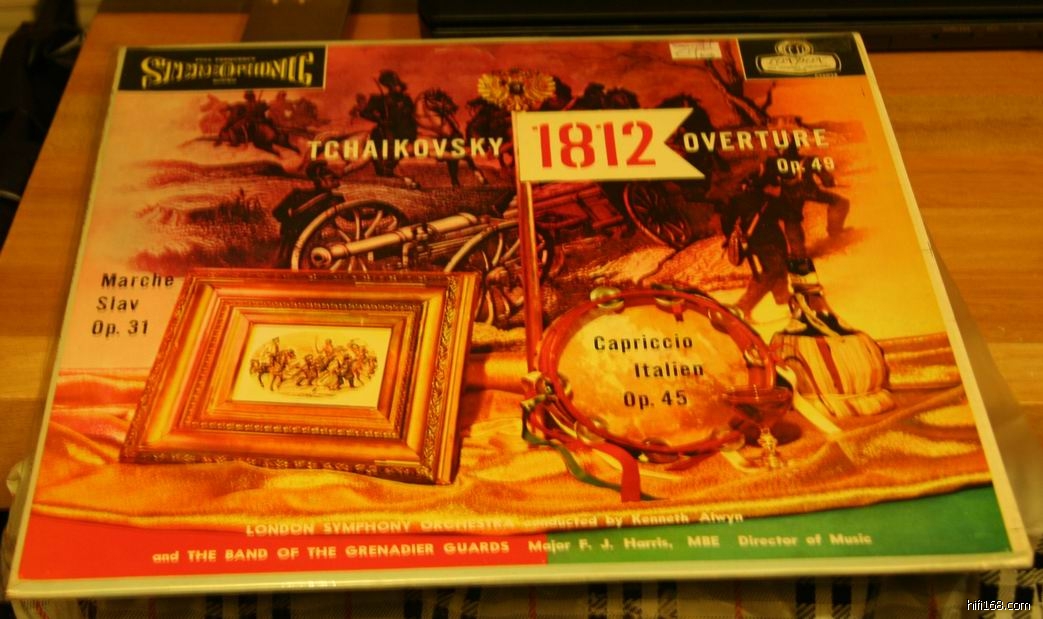 STEREOPHONIC
LONDON
TCHAIKOVSKY 1812 OVERTURE
Op. 49
Marche
Slav
Op. 31
Capriccio
Italien
Op. 45
LONDON SYMPHONY ORCHESTRA conducted by Kenneth Alwyn
and THE BAND OF THE GRENADIER GUARDS Major F. J. Harris, MBE Director of Music
hifi168.com